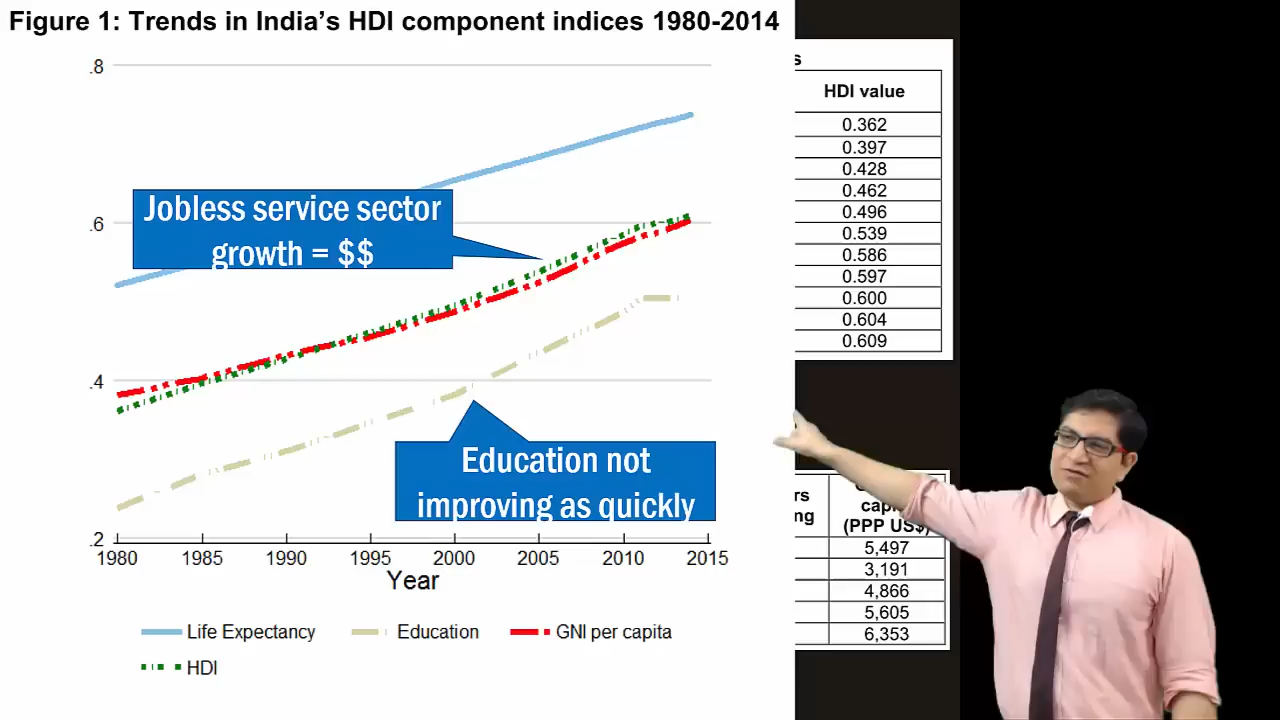 Figure 1: Trends in India's HDI component indices 1980-2014
.8
.6
.4
.2
Jobless service sector
growth = $$
Education not
improving as quickly
1980 1985 1990 1995 2000 2005 2010 2015
Year
Life Expectancy Education GNI per capita
HDI
s
HDI value
0.362
0.397
0.428
0.462
0.496
0.539
0.586
0.597
0.600
0.604
0.609
rs
ng
(PPP US$)
5,497
3,191
4,866
5,605
6,353